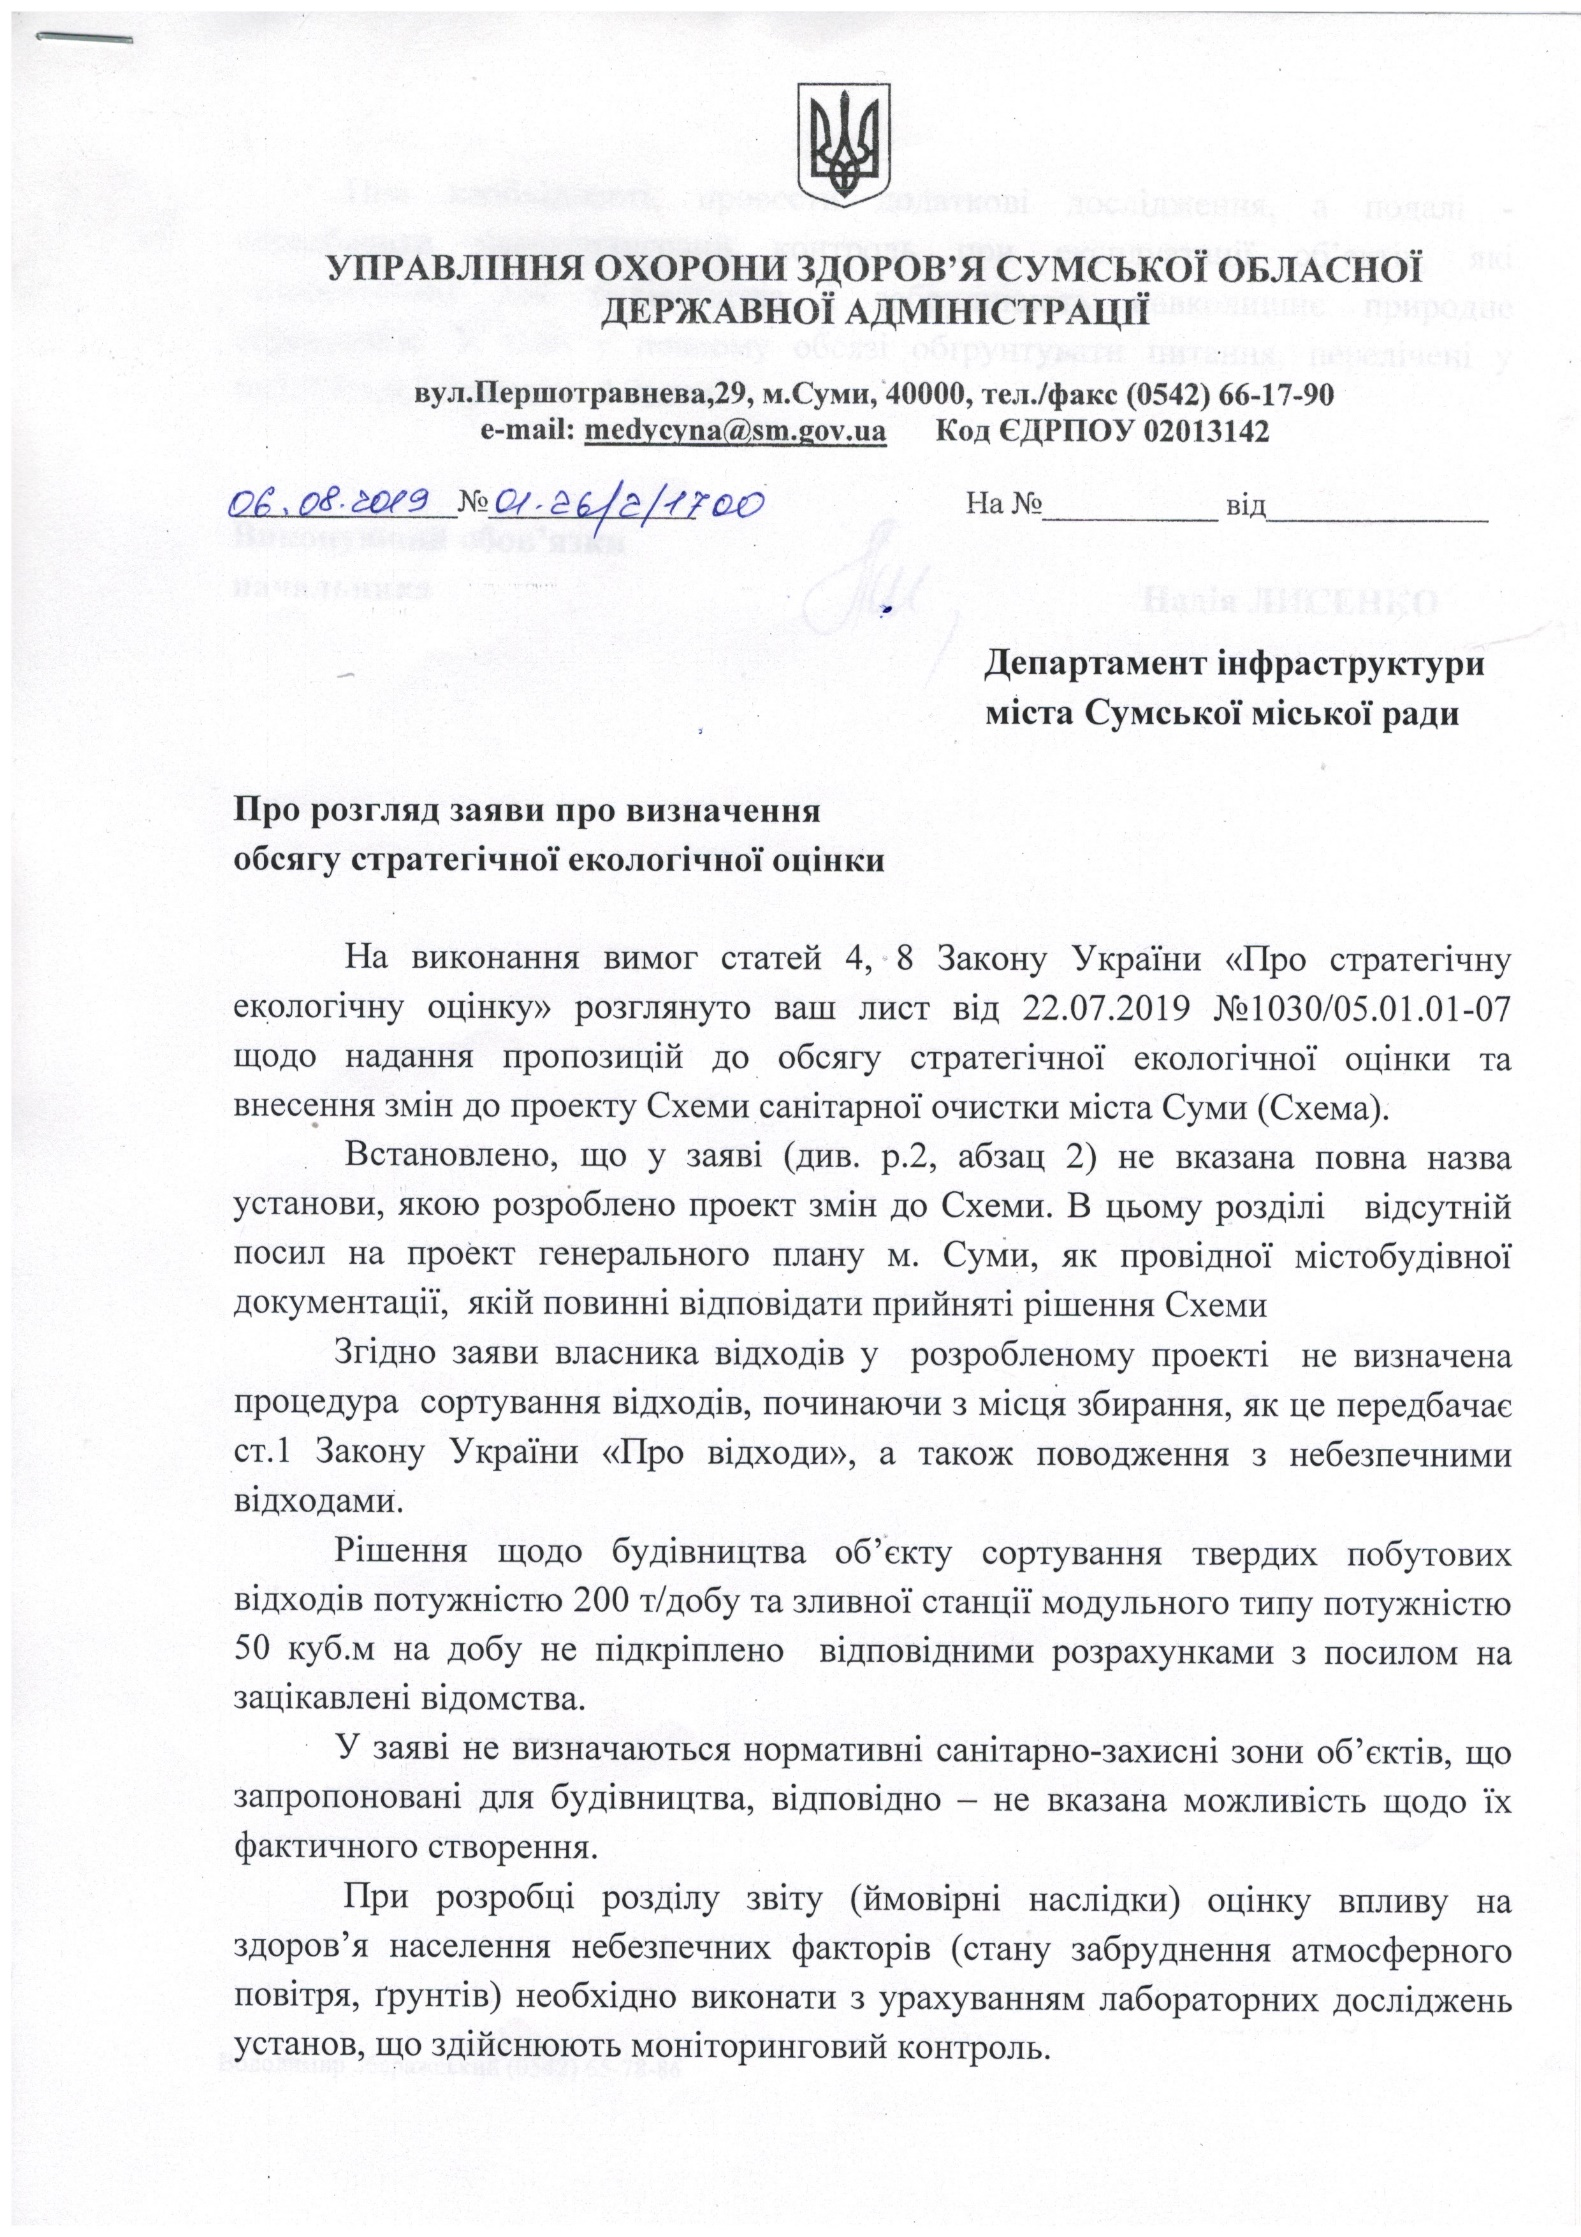 УПРАВЛІННЯ ОХОРОНИ ЗДОРОВ’Я СУМСЬКОЇ ОБЛАСНОЇ
ДЕРЖАВНОЇ АДМІНІСТРАЦІЇ
вул.Першотравнева,29, м.Суми, 40000, тел./факс (0542) 66-17-90
e-mail: medycyna@sm.gov.ua Код ЄДРПОУ 02013142
06.08.2019 № 01-26/2/1700 На №____________ від_______________
Департамент інфраструктури
міста Сумської міської ради
Про розгляд заяви про визначення
обсягу стратегічної екологічної оцінки
На виконання вимог статей 4, 8 Закону України «Про стратегічну
екологічну оцінку» розглянуто ваш лист від 22.07.2019 №1030/05.01.01-07
щодо надання пропозицій до обсягу стратегічної екологічної оцінки та
внесення змін до проекту Схеми санітарної очистки міста Суми (Схема).
Встановлено, що у заяві (див. р.2, абзац 2) не вказана повна назва
установи, якою розроблено проект змін до Схеми. В цьому розділі відсутній
посил на проект генерального плану м. Суми, як провідної містобудівної
документації, якій повинні відповідати прийняті рішення Схеми
Згідно заяви власника відходів у розробленому проекті не визначена
процедура сортування відходів, починаючи з місця збирання, як це передбачає
ст.1 Закону України «Про відходи», а також поводження з небезпечними
відходами.
Рішення щодо будівництва об’єкту сортування твердих побутових
відходів потужністю 200 т/добу та зливної станції модульного типу потужністю
50 куб.м на добу не підкріплено відповідними розрахунками з посилом на
зацікавлені відомства.
У заяві не визначаються нормативні санітарно-захисні зони об’єктів, що
запропоновані для будівництва, відповідно – не вказана можливість щодо їх
фактичного створення.
При розробці розділу звіту (ймовірні наслідки) оцінку впливу на
здоров’я населення небезпечних факторів (стану забруднення атмосферного
повітря, ґрунтів) необхідно виконати з урахуванням лабораторних досліджень
установ, що здійснюють моніторинговий контроль.